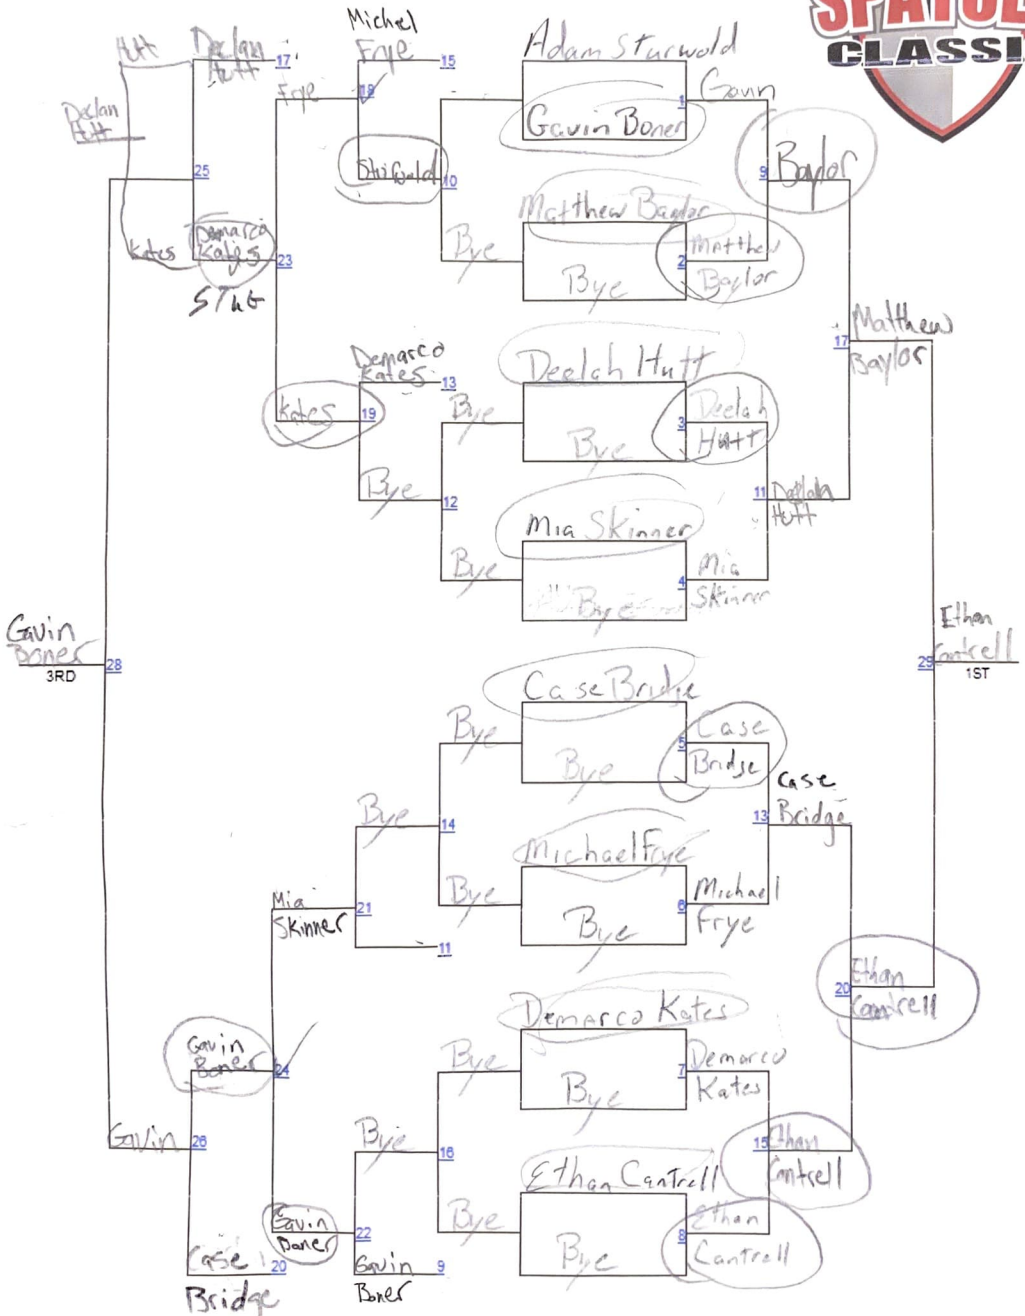 CLASSI
Michel
Frye
15
Adam Sturwold
Hutt
Declan
Hutt
17
Frye
18
1
Gavin
Gavin Boner
Declan
Hutt
Baylor
9
25
Sturwold
10
Matthew Baylor
Bye
2
Matthew
Baylor
Bye
Kates
Demarco
Kates
23
Matthew
17
Baylor
Demarco
Kates
13
Deelah Hutt
Kates
19
Bye
3
Deelah
Hutt
Bye
Bye
12
11
Hutt
Mia Skinner
Bye
4
Mia
Skinner
Bye
Gavin
Boner
28
3RD
Ethan
Cantrell
29
1ST
Case Bridge
Bye
5
Case
Bridge
Bye
Case
Bridge
13
Bye
14
Michael Frye
Mia
Skinner
21
Bye
6
Michael
Frye
Bye
11
Ethan
Cantrell
20
Demarco Kates
Gavin
Boner
24
Bye
7
Demarco
Kates
Bye
Gavin
26
Bye
16
15
Ethan
Cantrell
Ethan Cantrell
Gavin
Boner
22
Bye
8
Ethan
Cantrell
Bye
Case
20
Bridge
Gavin
9
Boner